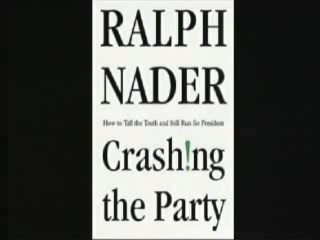 RALPH
NADER
How to Tell the Truth and Still Run for President
Crash!ng
the Party